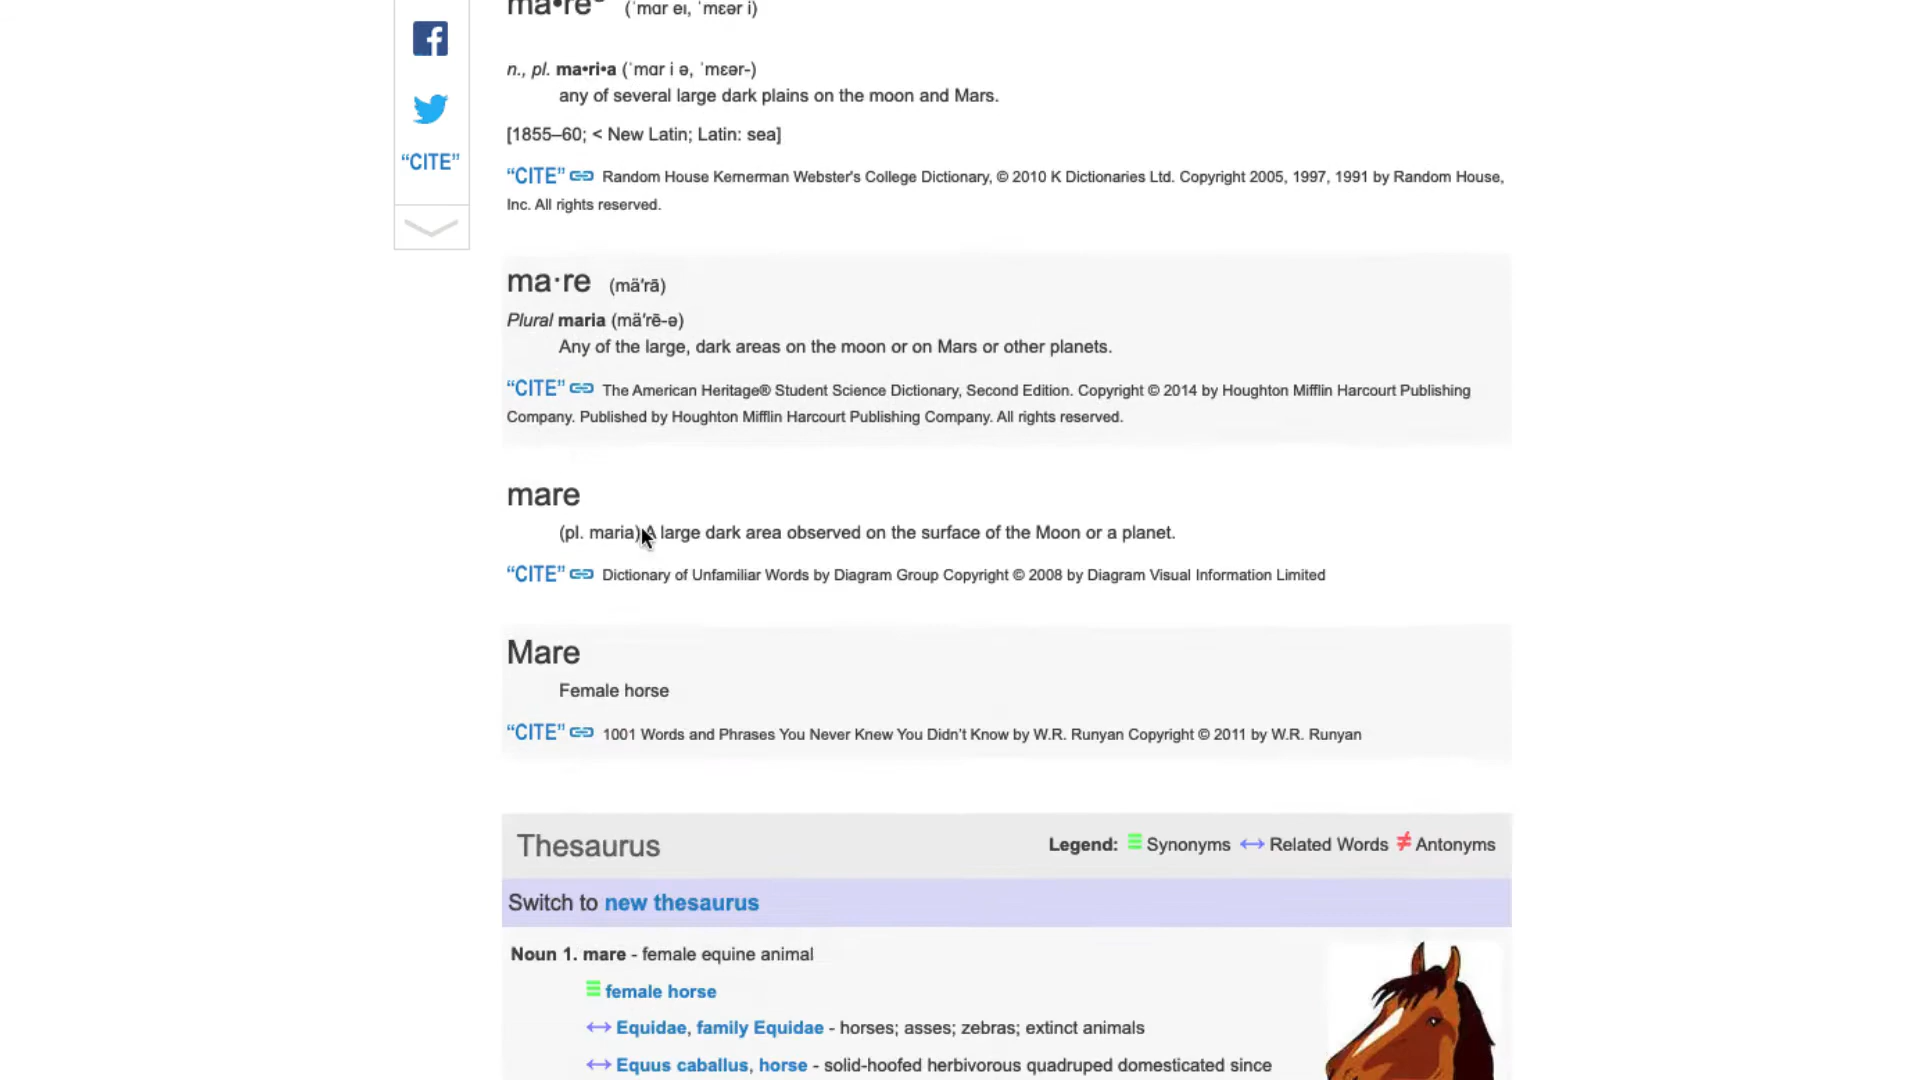 ma•re² (ˈmɑr eɪ, ˈmɛər i)
n., pl. ma•ri•a (ˈmɑr i ə, ˈmɛər-)
any of several large dark plains on the moon and Mars.
[1855–60; < New Latin; Latin: sea]
“CITE”
“CITE” Random House Kernerman Webster's College Dictionary, © 2010 K Dictionaries Ltd. Copyright 2005, 1997, 1991 by Random House,
Inc. All rights reserved.
ma·re (mä′rā)
Plural maria (mä′rē-ə)
Any of the large, dark areas on the moon or on Mars or other planets.
“CITE” The American Heritage® Student Science Dictionary, Second Edition. Copyright © 2014 by Houghton Mifflin Harcourt Publishing
Company. Published by Houghton Mifflin Harcourt Publishing Company. All rights reserved.
mare
(pl. maria) A large dark area observed on the surface of the Moon or a planet.
“CITE” Dictionary of Unfamiliar Words by Diagram Group Copyright © 2008 by Diagram Visual Information Limited
Mare
Female horse
“CITE” 1001 Words and Phrases You Never Knew You Didn’t Know by W.R. Runyan Copyright © 2011 by W.R. Runyan
Thesaurus Legend: Synonyms Related Words Antonyms
Switch to new thesaurus
Noun 1. mare - female equine animal
female horse
Equidae, family Equidae - horses; asses; zebras; extinct animals
Equus caballus, horse - solid-hoofed herbivorous quadruped domesticated since